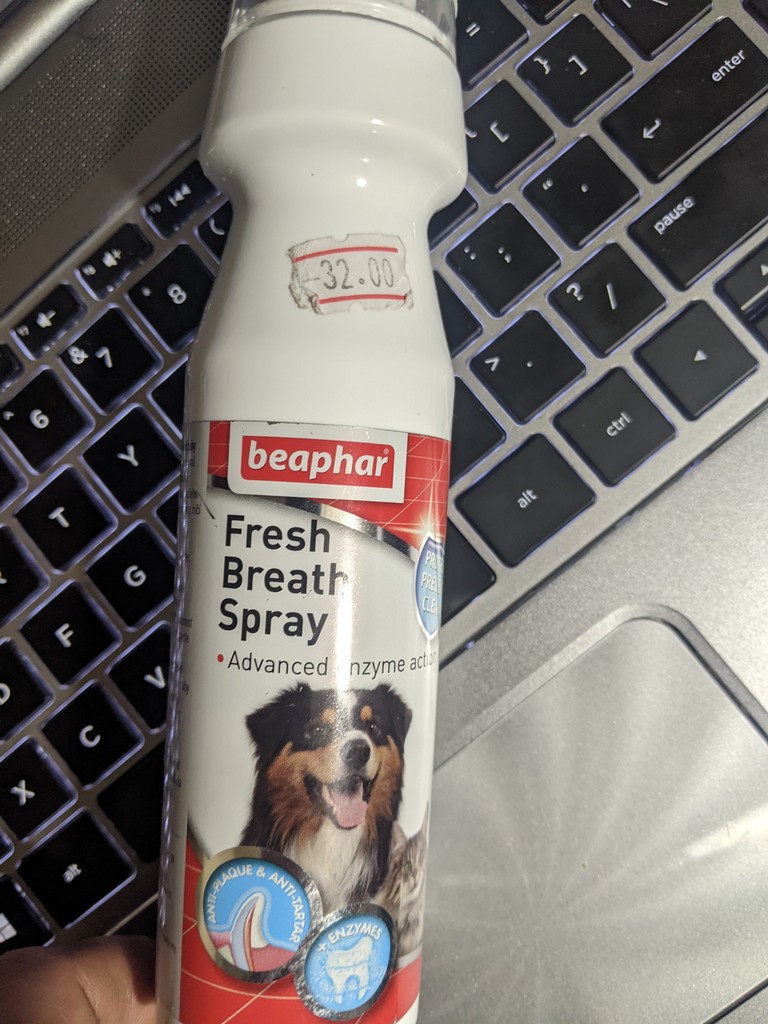 32.00
beaphar
Fresh
Breath
Spray
• Advanced enzyme action
ANTI-PLAQUE & ANTI-TARTAR
+ ENZYMES
=
} ]
{ [
enter
" '
pause
: ;
? /
> .
ctrl
alt
* 8
& 7
^ 6
Y
T
G
F
D
V
C
X
alt